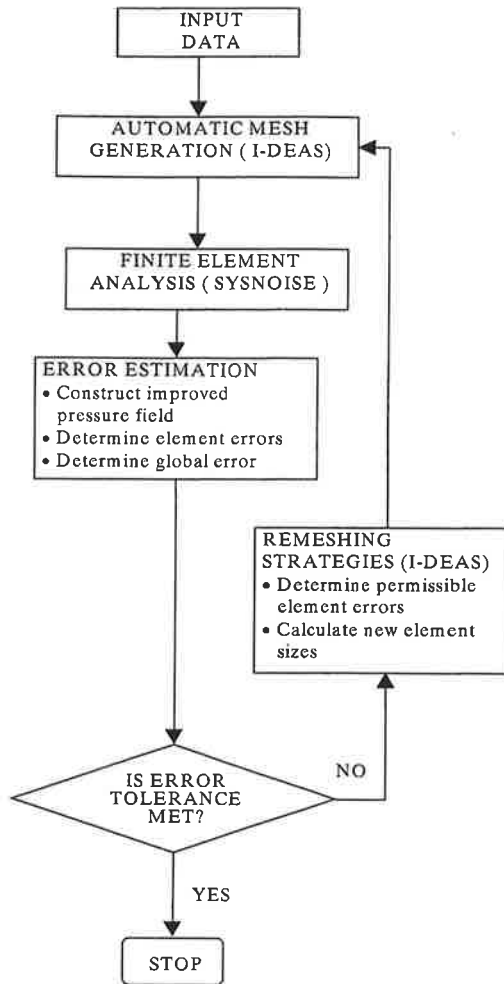 INPUT
DATA
AUTOMATIC MESH
GENERATION ( I-DEAS)
FINITE ELEMENT
ANALYSIS ( SYSNOISE )
ERROR ESTIMATION
• Construct improved
pressure field
• Determine element errors
• Determine global error
REMESHING
STRATEGIES (I-DEAS)
• Determine permissible
element errors
• Calculate new element
sizes
IS ERROR
TOLERANCE
MET?
NO
YES
STOP